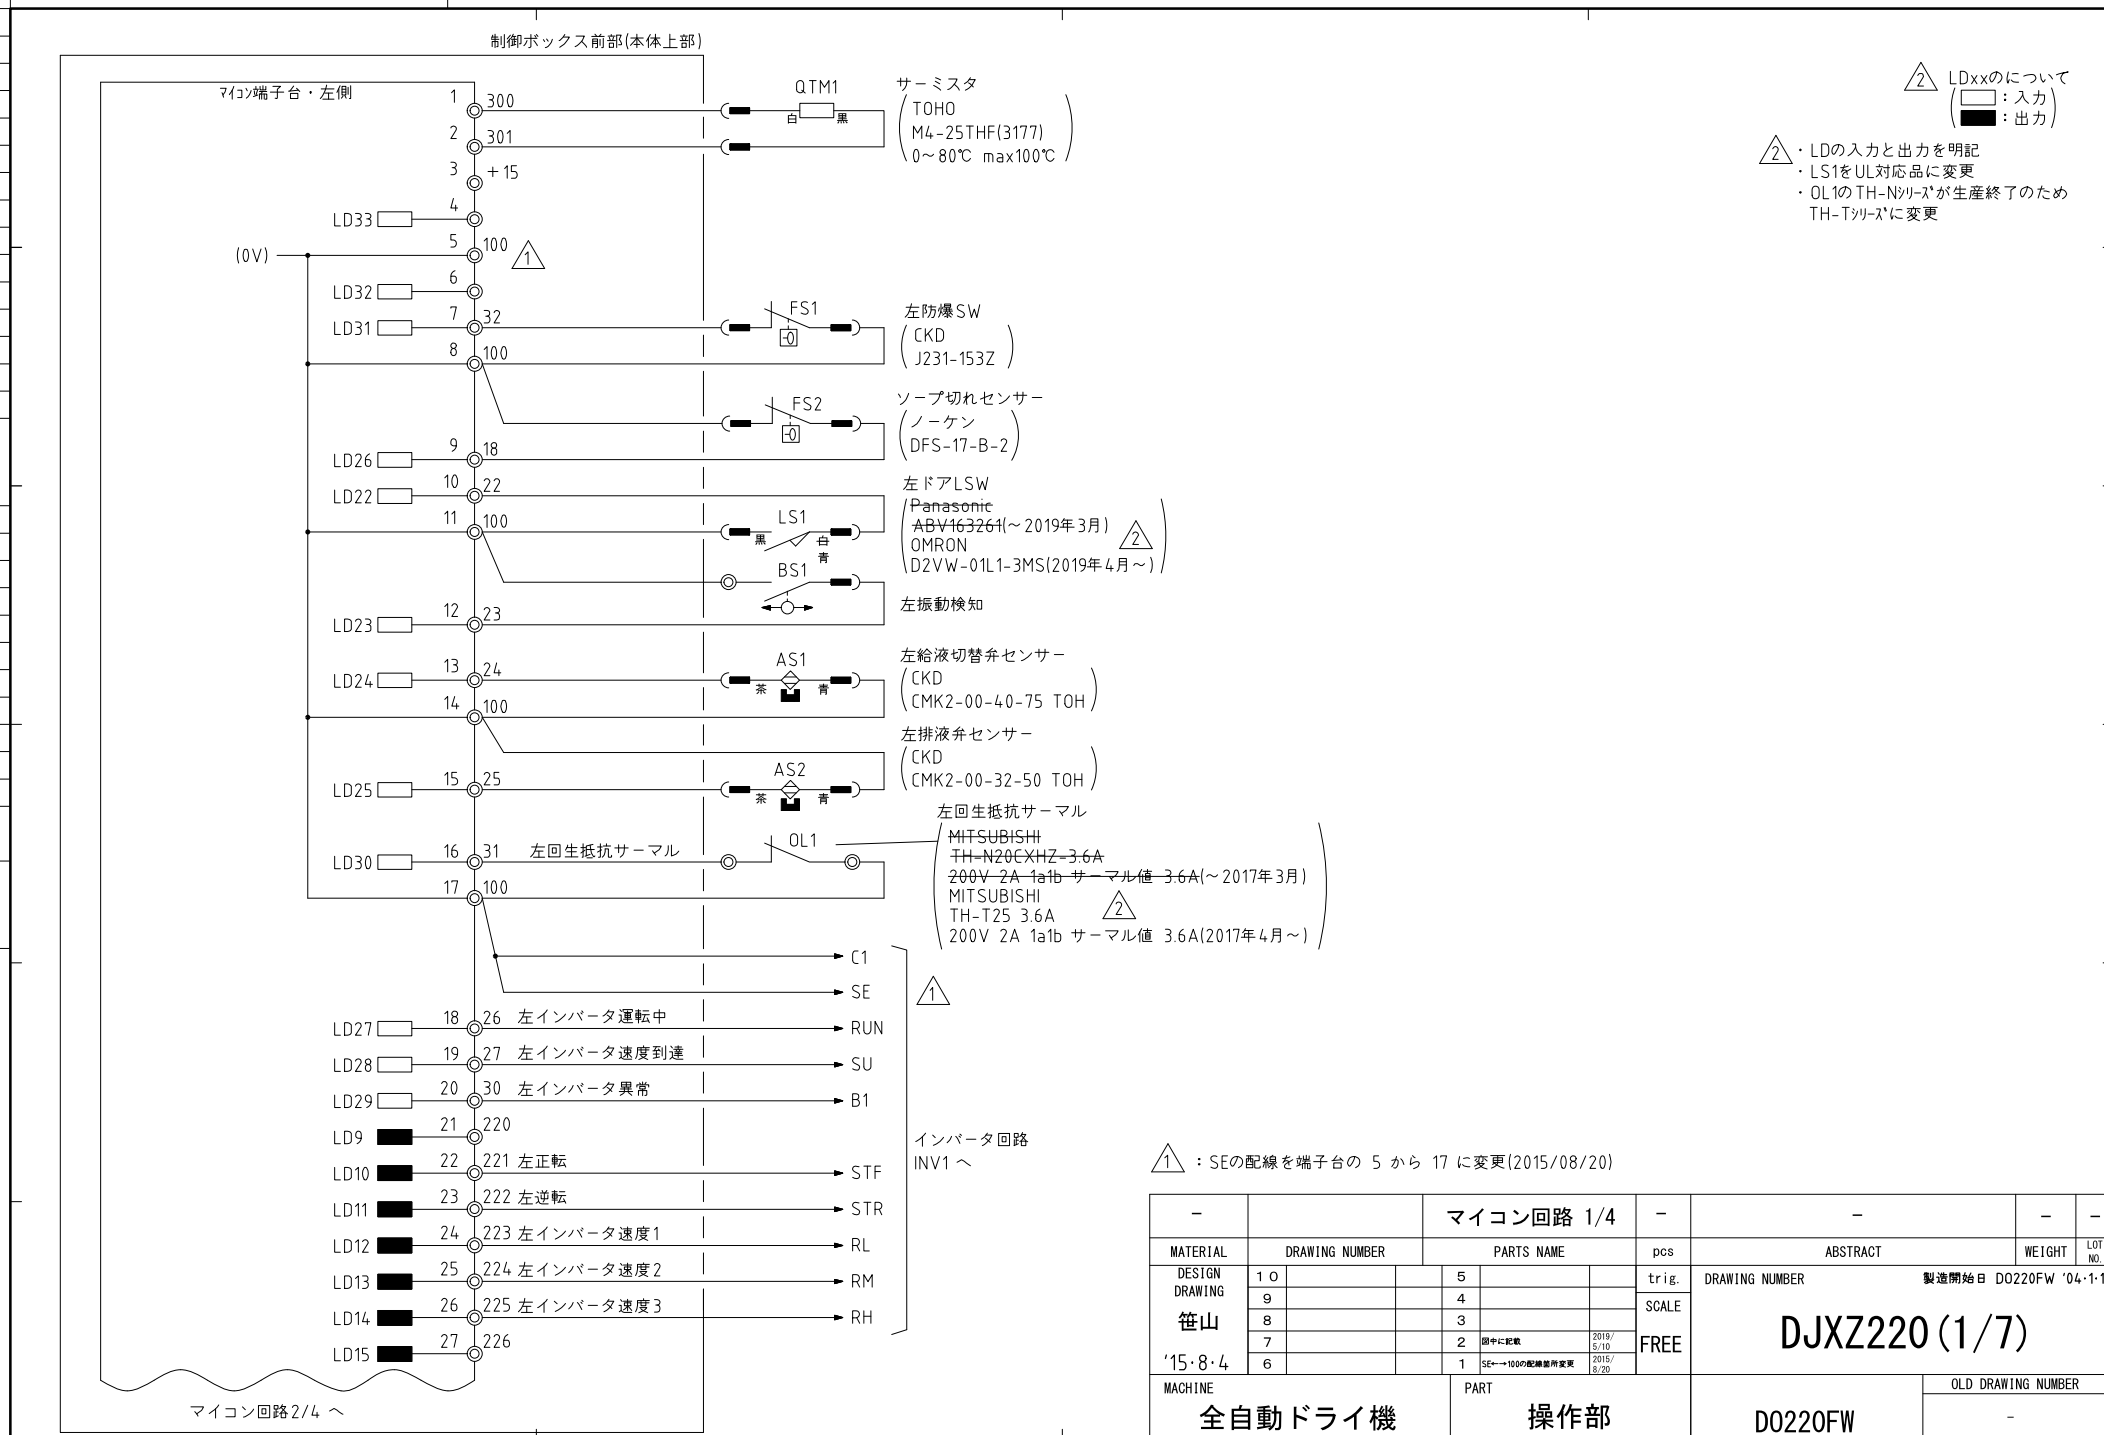 制御ボックス前部(本体上部)
マイコン端子台・左側
1 300
2 301
3 +15
LD33 4
(0V) 5 100 1
LD32 6
LD31 7 32
8 100
LD26 9 18
LD22 10 22
11 100
LD23 12 23
LD24 13 24
14 100
LD25 15 25
LD30 16 31 左回生抵抗サーマル
17 100
LD27 18 26 左インバータ運転中 RUN
LD28 19 27 左インバータ速度到達 SU
LD29 20 30 左インバータ異常 B1
LD9 21 220
LD10 22 221 左正転 STF
LD11 23 222 左逆転 STR
LD12 24 223 左インバータ速度1 RL
LD13 25 224 左インバータ速度2 RM
LD14 26 225 左インバータ速度3 RH
LD15 27 226
マイコン回路2/4 へ
QTM1
白 黒
サーミスタ
TOHO
M4-25THF(3177)
0~80℃ max100℃
FS1
左防爆SW
CKD
J231-153Z
FS2
ソープ切れセンサー
ノーケン
DFS-17-B-2
左ドアLSW
Panasonic
ABV163261(~2019年3月)
OMRON
D2VW-01L1-3MS(2019年4月~)
2
LS1
黒 白
青
BS1
左振動検知
AS1
茶 青
左給液切替弁センサー
CKD
CMK2-00-40-75 TOH
左排液弁センサー
CKD
CMK2-00-32-50 TOH
AS2
茶 青
OL1
左回生抵抗サーマル
MITSUBISHI
TH-N20CXHZ-3.6A
200V 2A 1a1b サーマル値 3.6A(~2017年3月)
MITSUBISHI
TH-T25 3.6A
2
200V 2A 1a1b サーマル値 3.6A(2017年4月~)
C1
SE
1
インバータ回路
INV1 へ
2 LDxxのについて
:入力
:出力
2 ・LDの入力と出力を明記
・LS1をUL対応品に変更
・OL1のTH-Nシリーズが生産終了のため
TH-Tシリーズに変更
1 :SEの配線を端子台の 5 から 17 に変更(2015/08/20)
- マイコン回路 1/4 - - - -
MATERIAL DRAWING NUMBER PARTS NAME pcs ABSTRACT WEIGHT LOT NO.
DESIGN
DRAWING
笹山
'15・8・4
10 5
9 4
8 3
7 2 図中に記載 2019/5/10
6 1 SE←→100の配線箇所変更 2015/8/20
trig.
SCALE
FREE
DRAWING NUMBER 製造開始日 DO220FW '04・1・1
DJXZ220(1/7)
MACHINE
全自動ドライ機
PART
操作部
DO220FW
OLD DRAWING NUMBER
-